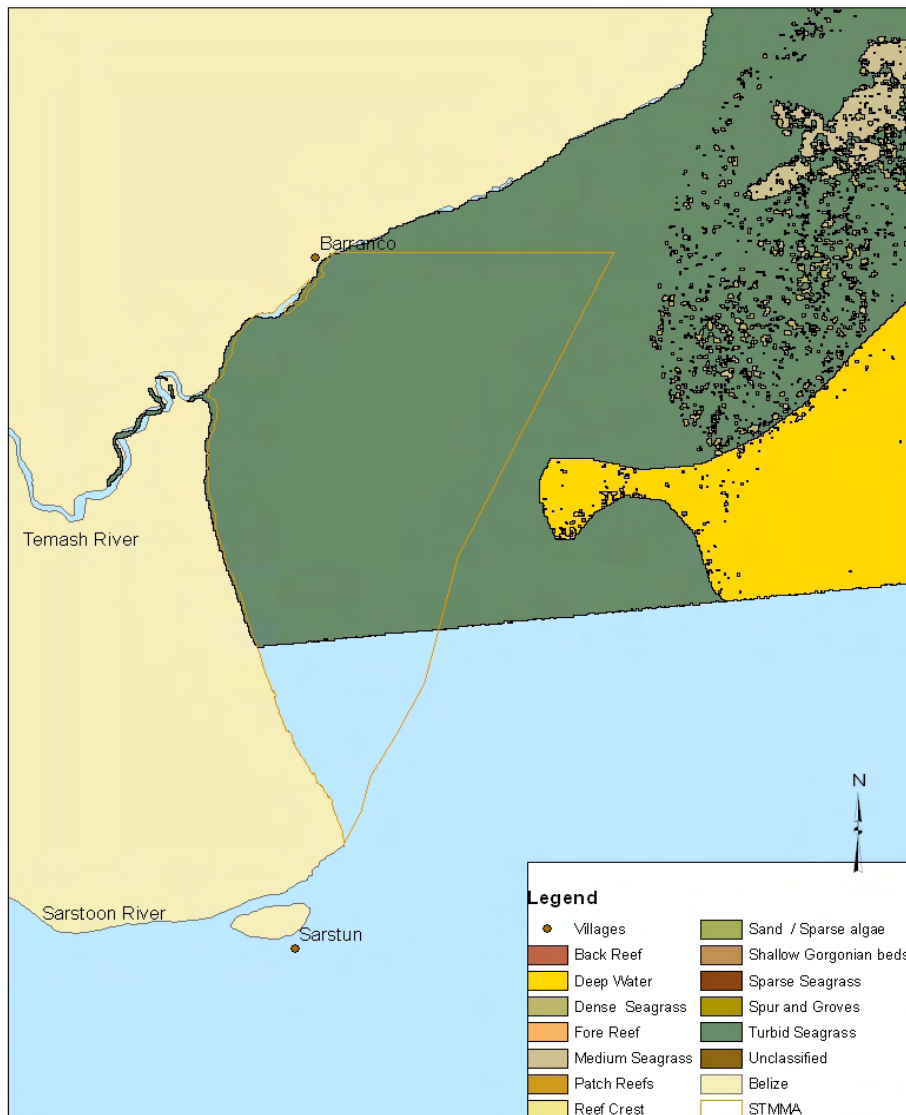 Barranco
Temash River
N
Sarstoon River
Sarstun
Legend
Villages
Back Reef
Deep Water
Dense Seagrass
Fore Reef
Medium Seagrass
Patch Reefs
Reef Crest
Sand / Sparse algae
Shallow Gorgonian beds
Sparse Seagrass
Spur and Groves
Turbid Seagrass
Unclassified
Belize
STMMA